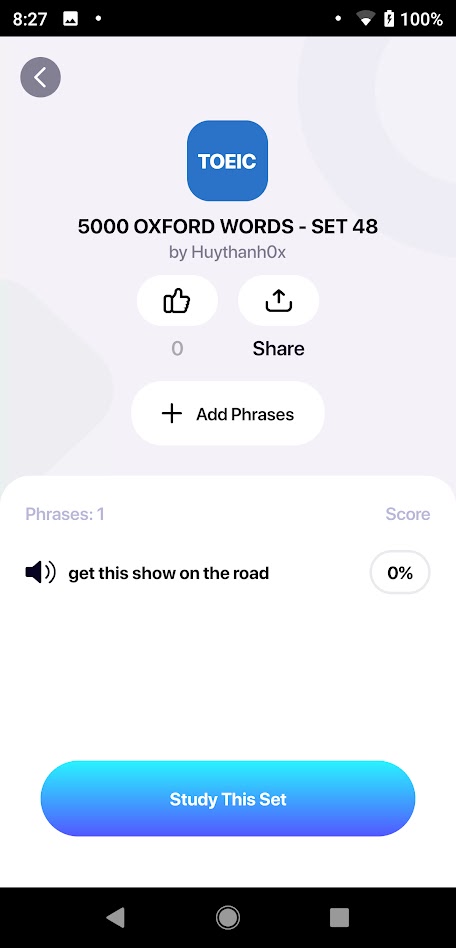 8:27 100%
TOEIC
5000 OXFORD WORDS - SET 48
by Huythanh0x
0 Share
Add Phrases
Phrases: 1 Score
get this show on the road 0%
Study This Set